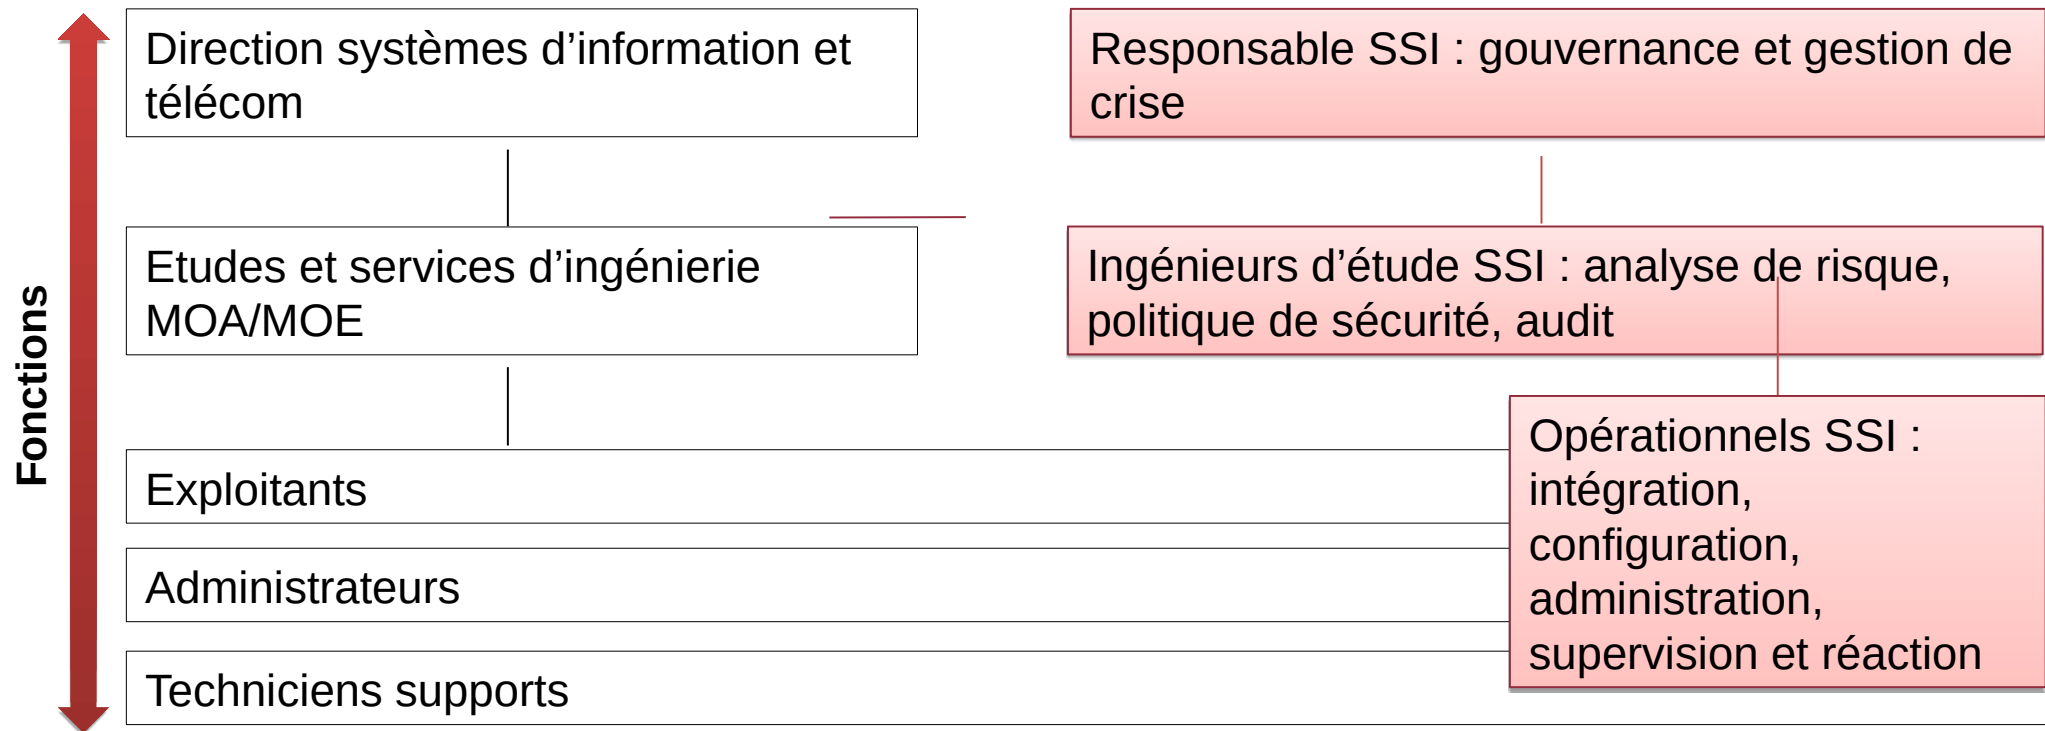 Fonctions
Direction systèmes d’information et
télécom
Responsable SSI : gouvernance et gestion de
crise
Etudes et services d’ingénierie
MOA/MOE
Ingénieurs d’étude SSI : analyse de risque,
politique de sécurité, audit
Exploitants
Administrateurs
Techniciens supports
Opérationnels SSI :
intégration,
configuration,
administration,
supervision et réaction